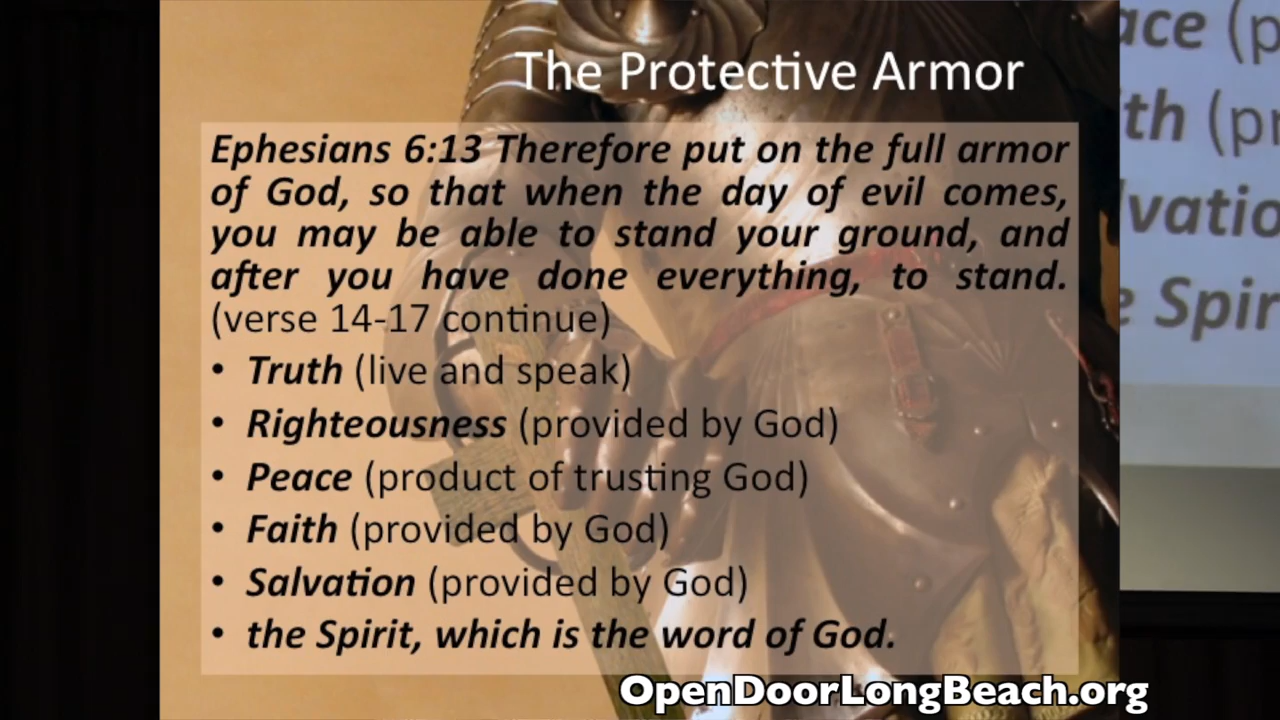 The Protective Armor
Ephesians 6:13 Therefore put on the full armor
of God, so that when the day of evil comes,
you may be able to stand your ground, and
after you have done everything, to stand.
(verse 14-17 continue)
• Truth (live and speak)
• Righteousness (provided by God)
• Peace (product of trusting God)
• Faith (provided by God)
• Salvation (provided by God)
• the Spirit, which is the word of God.
OpenDoorLongBeach.org